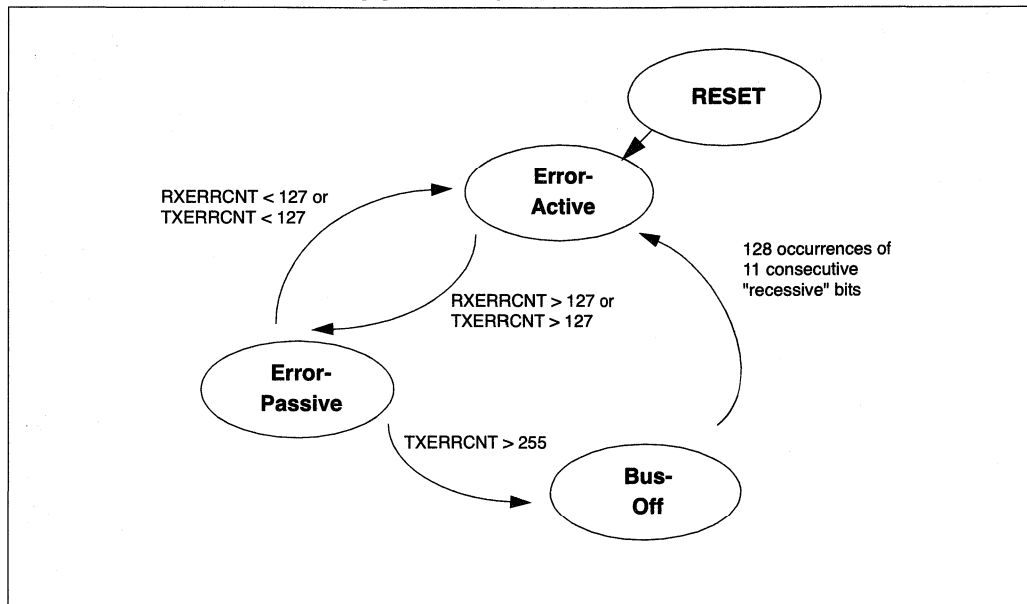 RESET
Error-
Active
RXERRCNT < 127 or
TXERRCNT < 127
128 occurrences of
11 consecutive
"recessive" bits
RXERRCNT > 127 or
TXERRCNT > 127
Error-
Passive
TXERRCNT > 255
Bus-
Off